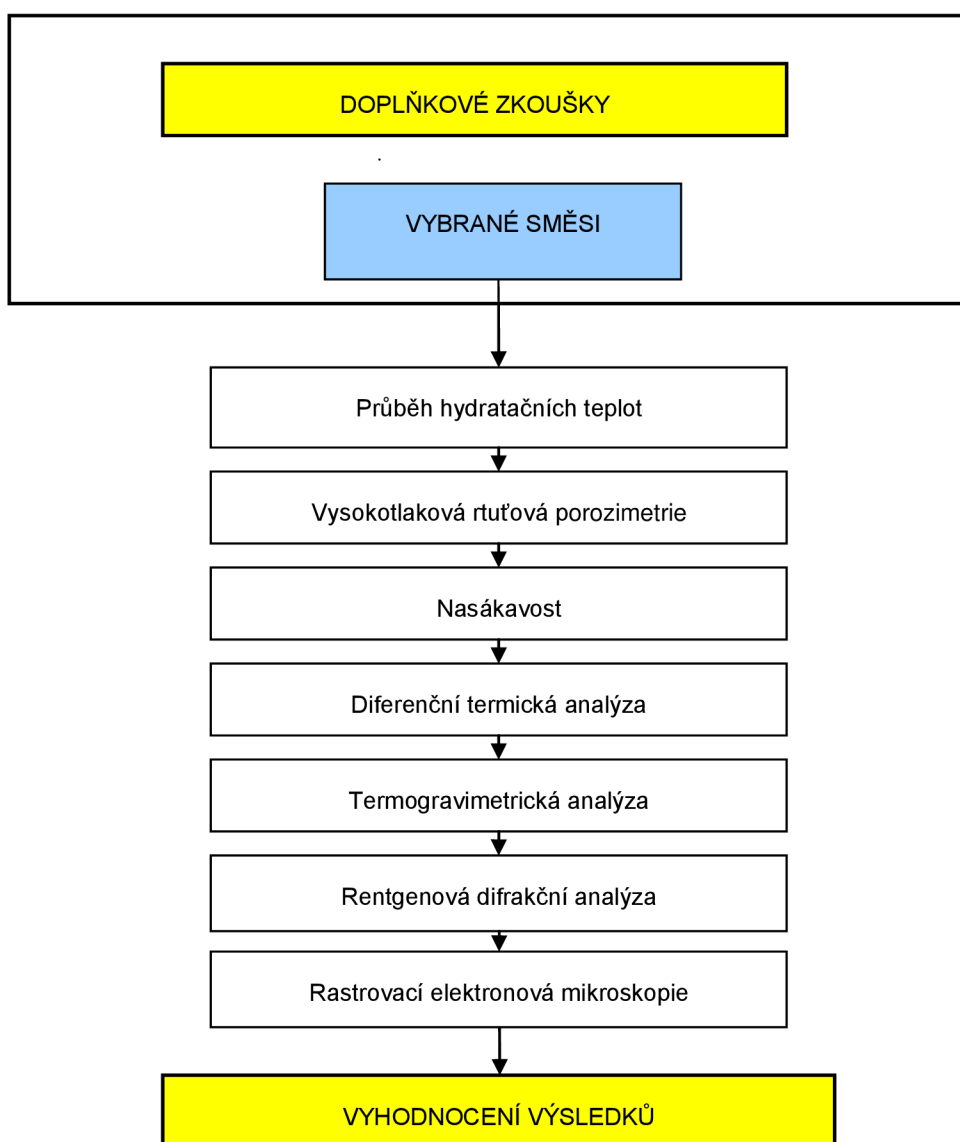 DOPLŇKOVÉ ZKOUŠKY
.
VYBRANÉ SMĚSI
Průběh hydratačních teplot
Vysokotlaková rtuťová porozimetrie
Nasákavost
Diferenční termická analýza
Termogravimetrická analýza
Rentgenová difrakční analýza
Rastrovací elektronová mikroskopie
VYHODNOCENÍ VÝSLEDKŮ